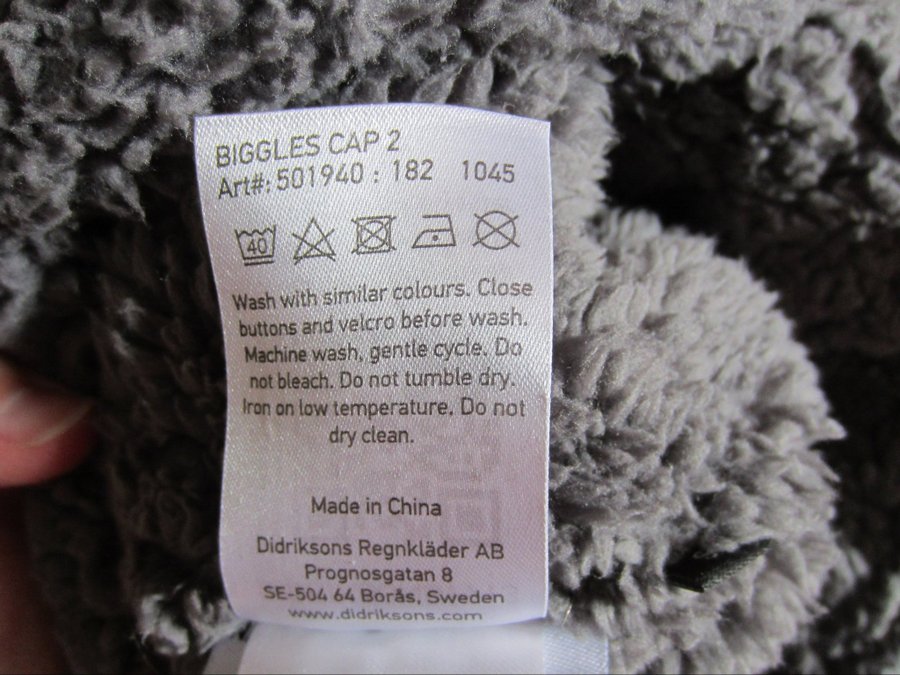 BIGGLES CAP 2
Art#: 501940 : 182 1045
40
Wash with similar colours. Close
buttons and velcro before wash.
Machine wash, gentle cycle. Do
not bleach. Do not tumble dry.
Iron on low temperature. Do not
dry clean.
Made in China
Didriksons Regnkläder AB
Prognosgatan 8
SE-504 64 Borås, Sweden
www.didriksons.com